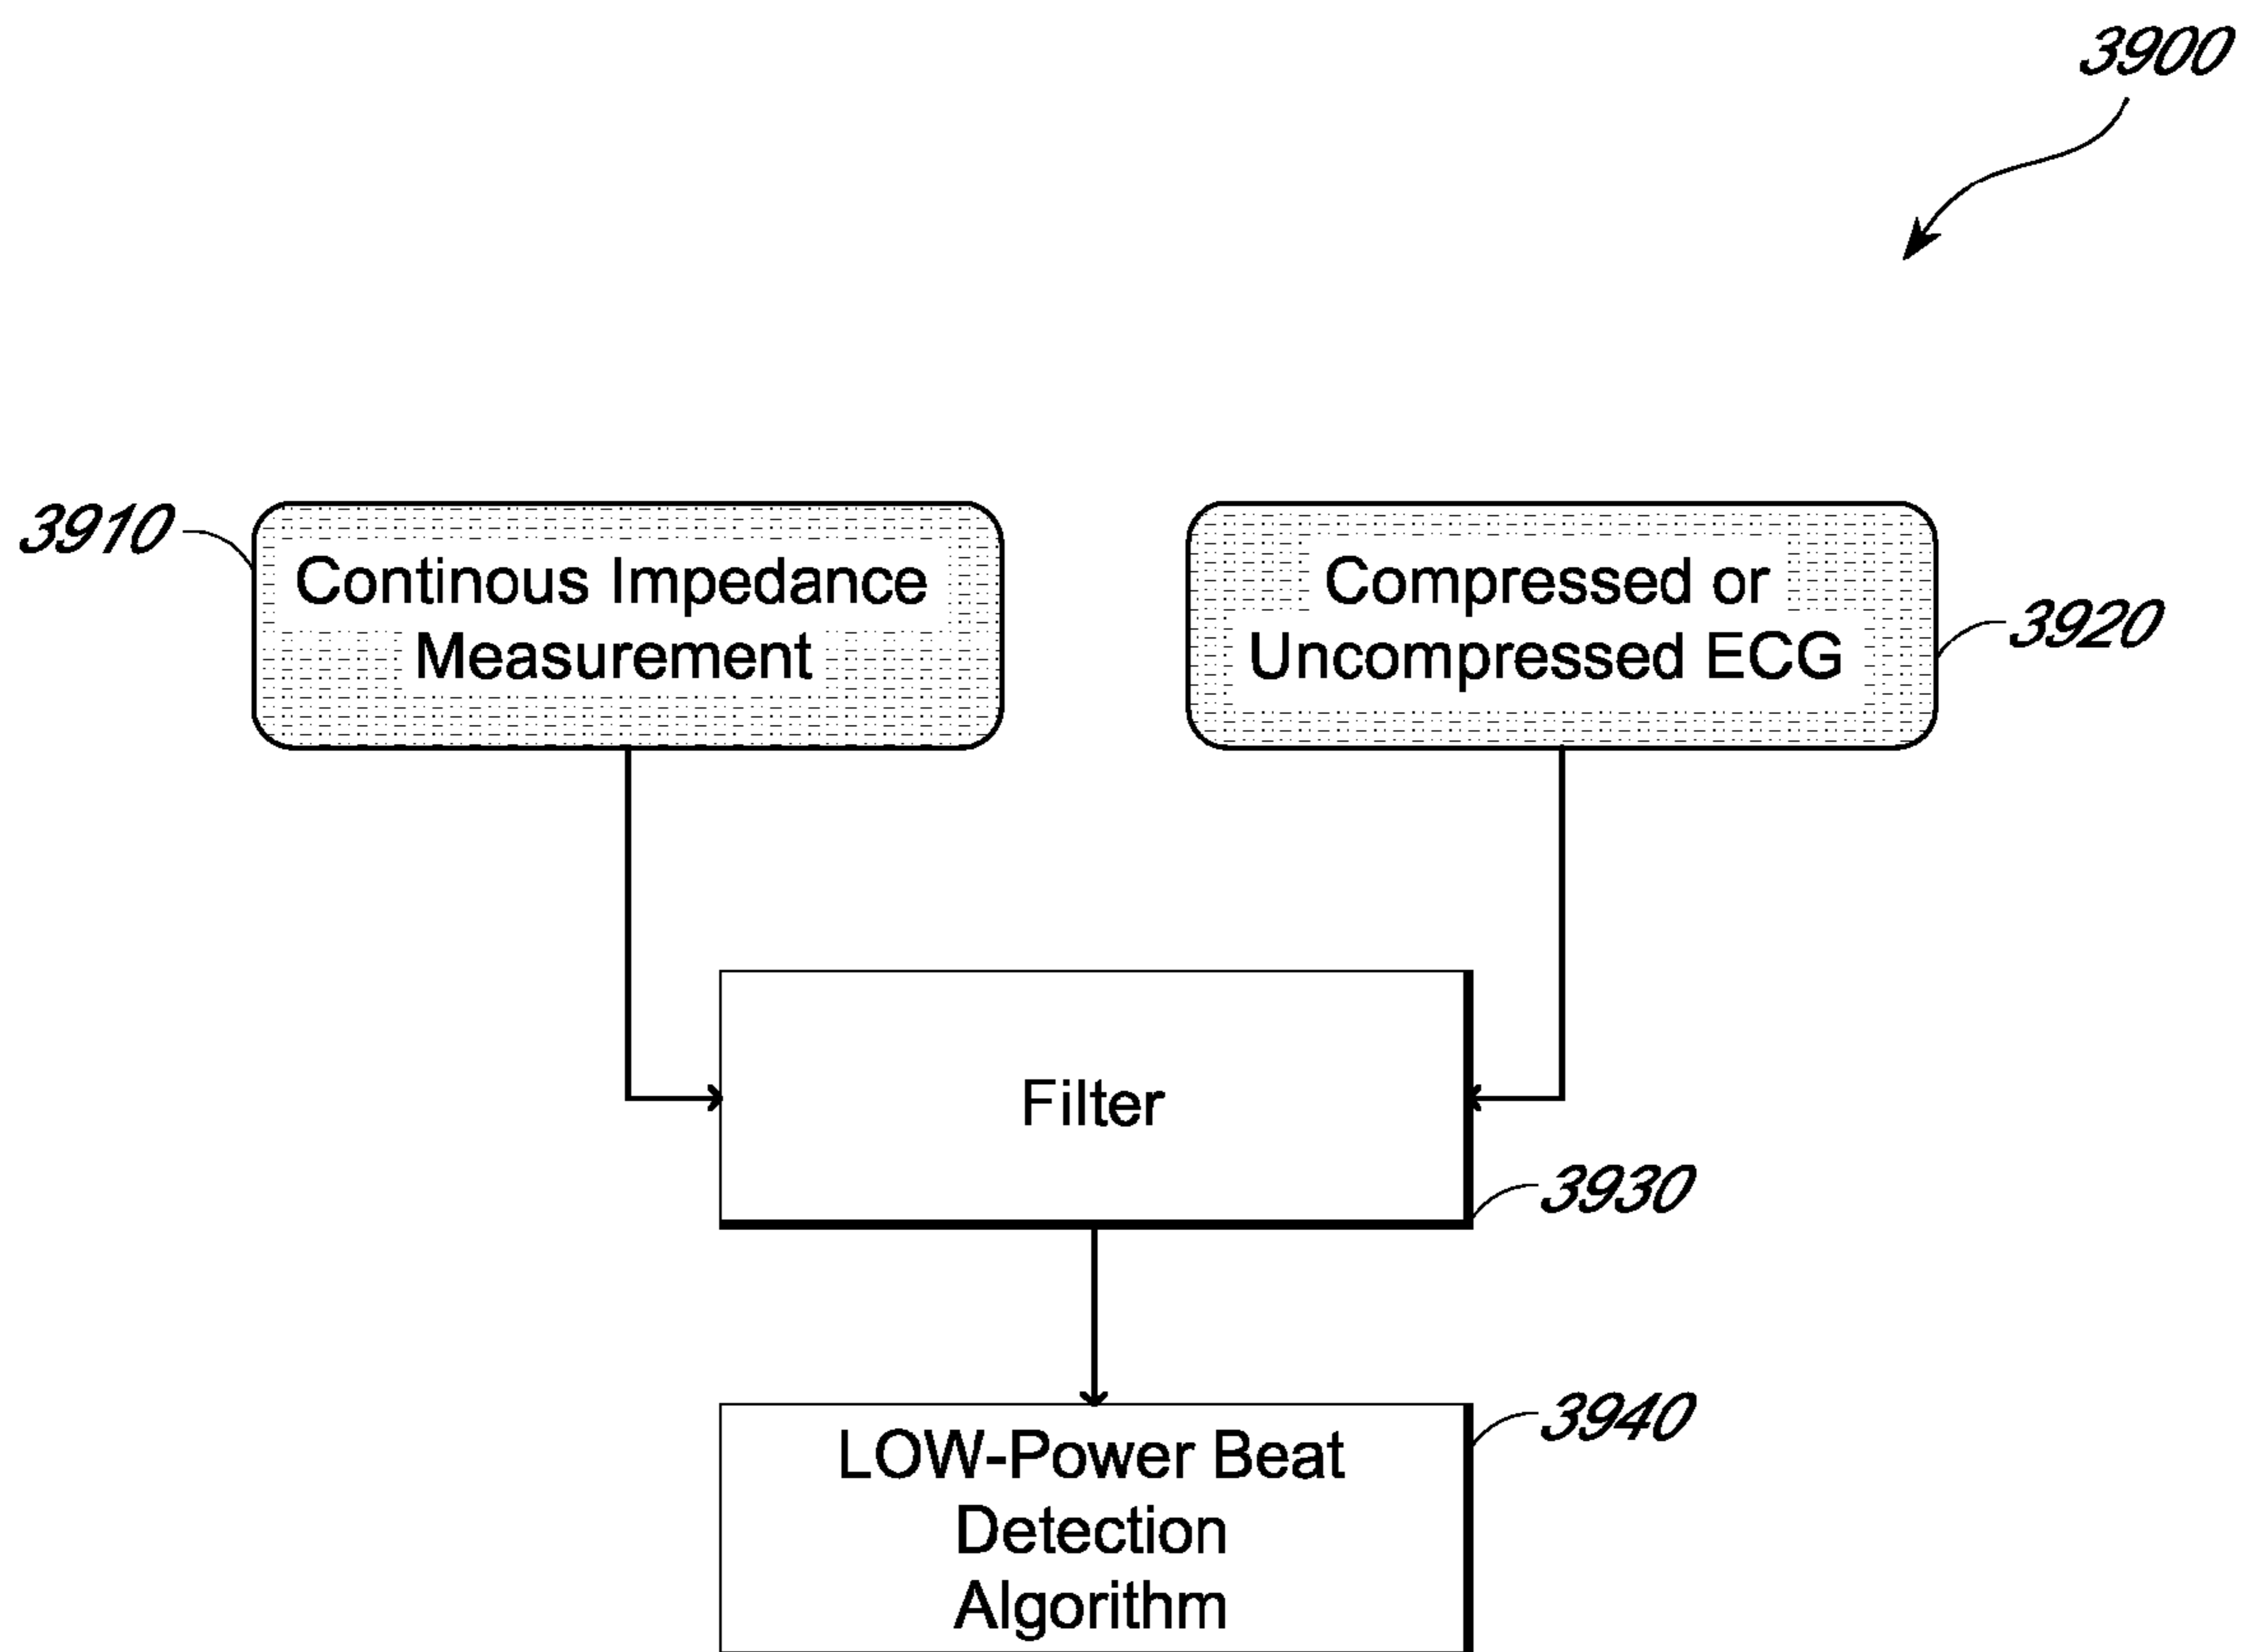 3900
3910
Continous Impedance
Measurement
Compressed or
Uncompressed ECG
3920
Filter
3930
LOW-Power Beat
Detection
Algorithm
3940